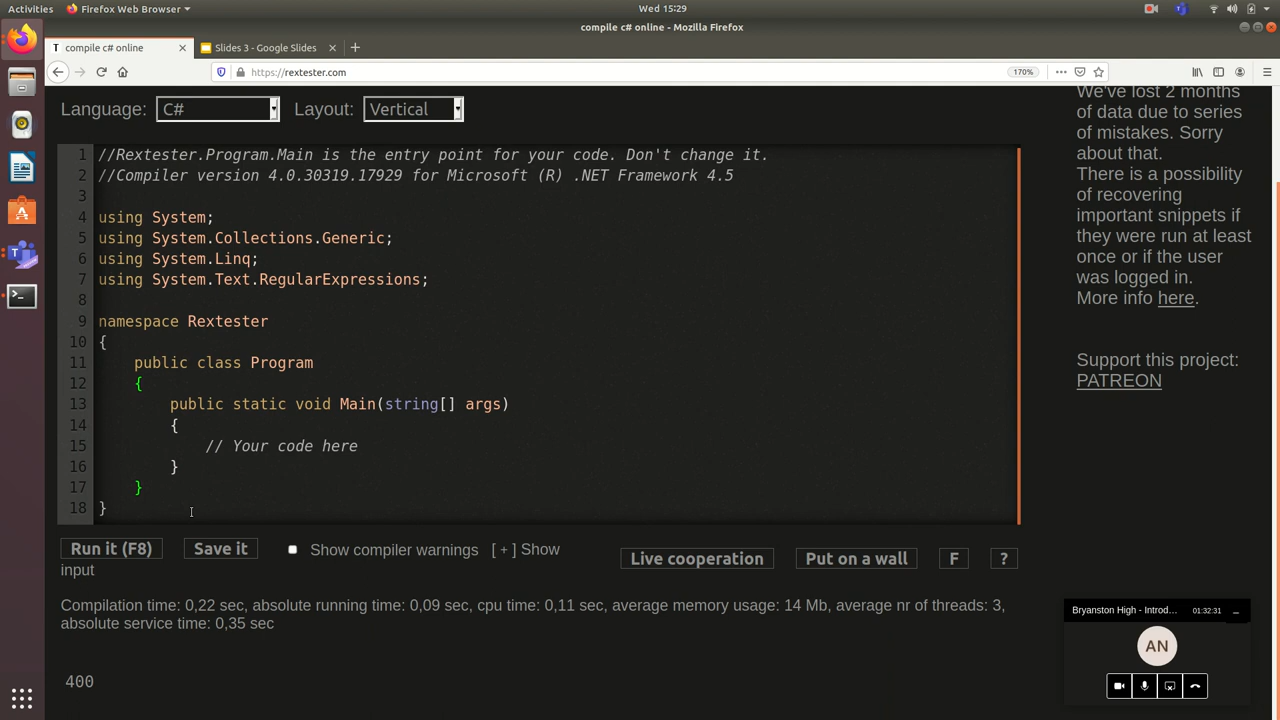 Activities
Firefox Web Browser
Wed 15:29
compile c# online - Mozilla Firefox
T compile c# online
Slides 3 - Google Slides
https://rextester.com
170%
Language: C# Layout: Vertical
1 //Rextester.Program.Main is the entry point for your code. Don't change it.
2 //Compiler version 4.0.30319.17929 for Microsoft (R) .NET Framework 4.5
3
4 using System;
5 using System.Collections.Generic;
6 using System.Linq;
7 using System.Text.RegularExpressions;
8
9 namespace Rextester
10 {
11 public class Program
12 {
13 public static void Main(string[] args)
14 {
15 // Your code here
16 }
17 }
18 }
Run it (F8) Save it Show compiler warnings [ + ] Show
input
Live cooperation Put on a wall F ?
Compilation time: 0,22 sec, absolute running time: 0,09 sec, cpu time: 0,11 sec, average memory usage: 14 Mb, average nr of threads: 3,
absolute service time: 0,35 sec
400
We've lost 2 months
of data due to series
of mistakes. Sorry
about that.
There is a possibility
of recovering
important snippets if
they were run at least
once or if the user
was logged in.
More info here.
Support this project:
PATREON
Bryanston High - Introd... 01:32:31
AN